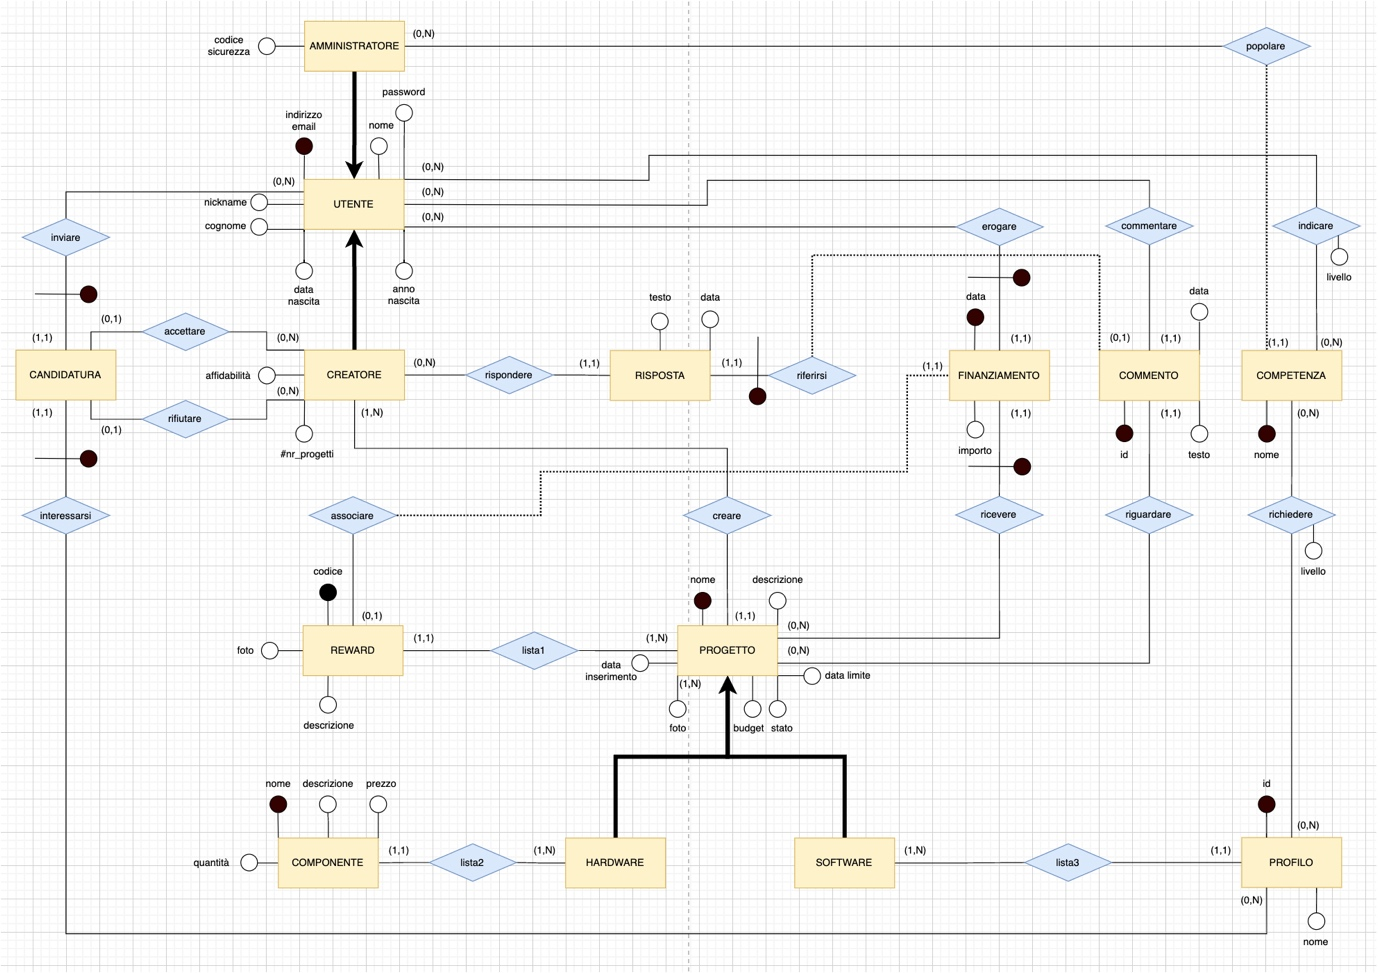 codice
sicurezza
AMMINISTRATORE
(0,N)
popolare
password
indirizzo
email
nome
(0,N)
(0,N)
(0,N)
(0,N)
nickname
UTENTE
cognome
inviare
erogare
commentare
indicare
livello
data
nascita
anno
nascita
testo
data
data
data
(0,1)
accettare
(0,N)
(1,1)
(1,1)
(0,1)
(1,1)
(1,1)
(0,N)
CANDIDATURA
affidabilità
CREATORE
(0,N)
rispondere
(1,1)
RISPOSTA
(1,1)
riferirsi
(1,1)
FINANZIAMENTO
COMMENTO
COMPETENZA
(0,N)
(1,1)
(0,1)
rifiutare
(1,N)
(1,1)
(1,1)
(0,N)
#nr_progetti
importo
id
testo
nome
interessarsi
associare
creare
ricevere
riguardare
richiedere
livello
codice
nome
descrizione
(0,1)
(1,1)
(0,N)
foto
REWARD
(1,1)
lista1
(1,N)
PROGETTO
(0,N)
data
inserimento
data limite
(1,N)
descrizione
foto
budget
stato
nome
descrizione
prezzo
id
(0,N)
quantità
COMPONENTE
(1,1)
lista2
(1,N)
HARDWARE
SOFTWARE
(1,N)
lista3
(1,1)
PROFILO
(0,N)
nome